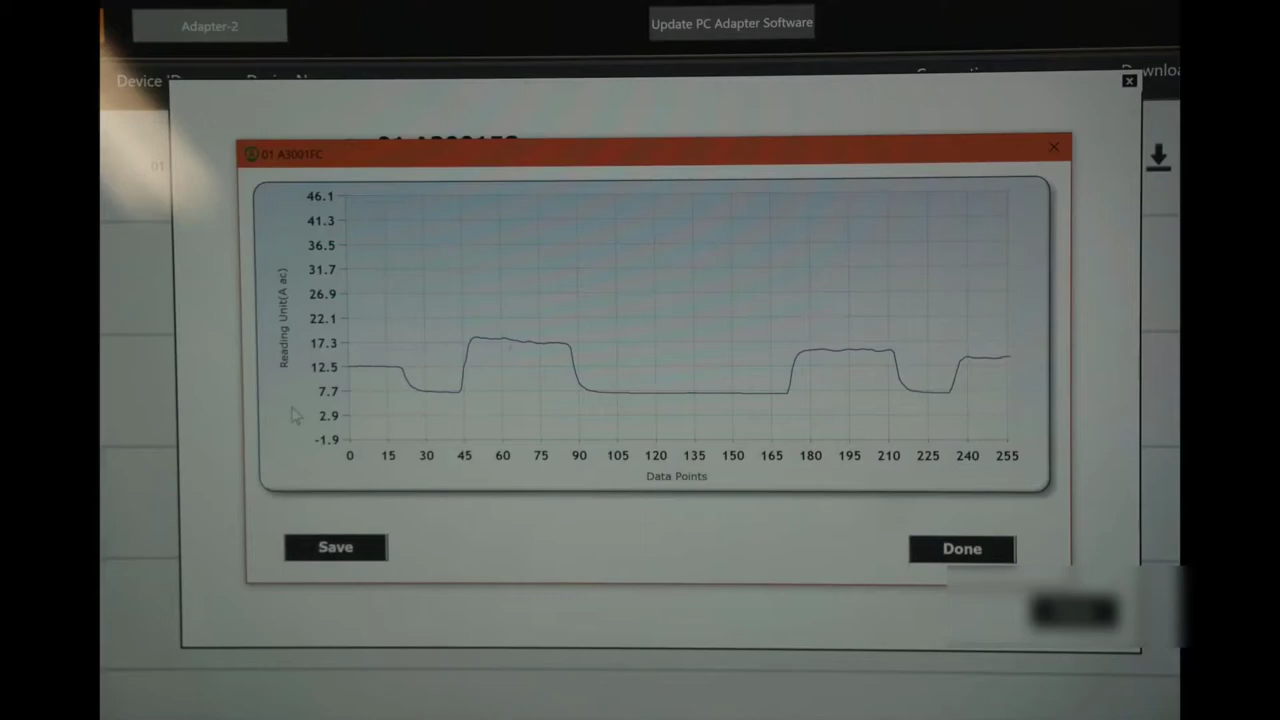 Adapter-2
Update PC Adapter Software
Device
01
01 A3001FC
46.1
41.3
36.5
31.7
26.9
22.1
17.3
12.5
7.7
2.9
-1.9
Reading Unit(A ac)
0 15 30 45 60 75 90 105 120 135 150 165 180 195 210 225 240 255
Data Points
Save
Done